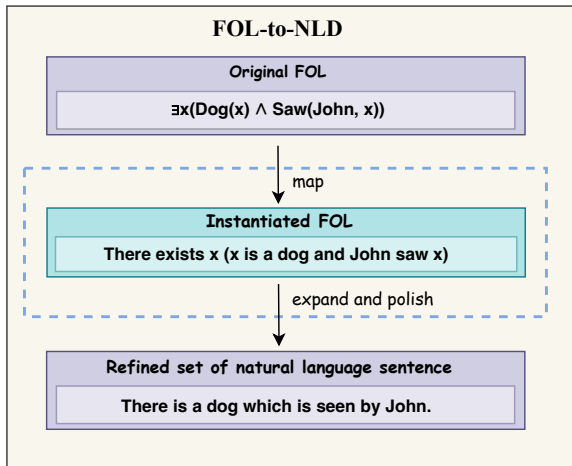 FOL-to-NLD
Original FOL
∃x(Dog(x) ∧ Saw(John, x))
map
Instantiated FOL
There exists x (x is a dog and John saw x)
expand and polish
Refined set of natural language sentence
There is a dog which is seen by John.